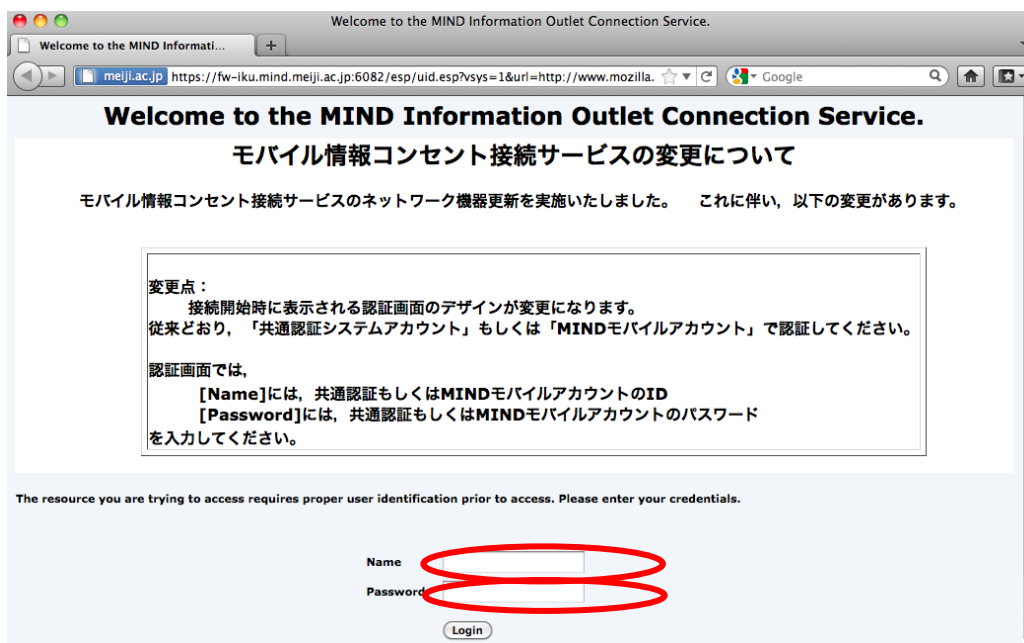 Welcome to the MIND Information Outlet Connection Service.
Welcome to the MIND Informati...
meiji.ac.jp https://fw-iku.mind.meiji.ac.jp:6082/esp/uid.esp?vsys=1&url=http://www.mozilla. Google
Welcome to the MIND Information Outlet Connection Service.
モバイル情報コンセント接続サービスの変更について
モバイル情報コンセント接続サービスのネットワーク機器更新を実施いたしました。 これに伴い，以下の変更があります。
変更点：
接続開始時に表示される認証画面のデザインが変更になります。
従来どおり，「共通認証システムアカウント」もしくは「MINDモバイルアカウント」で認証してください。
認証画面では，
[Name]には，共通認証もしくはMINDモバイルアカウントのID
[Password]には，共通認証もしくはMINDモバイルアカウントのパスワード
を入力してください。
The resource you are trying to access requires proper user identification prior to access. Please enter your credentials.
Name
Password
Login